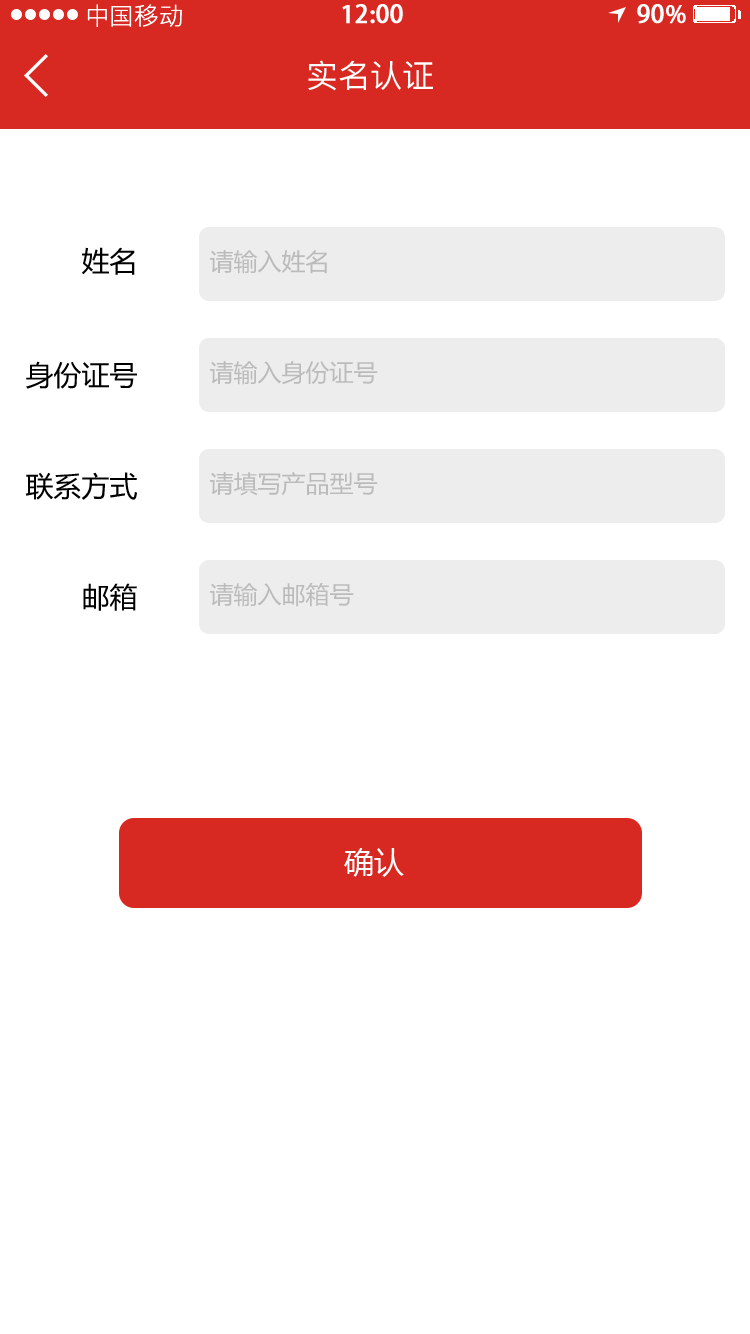 中国移动 12:00 90%
实名认证
姓名 请输入姓名
身份证号 请输入身份证号
联系方式 请填写产品型号
邮箱 请输入邮箱号
确认